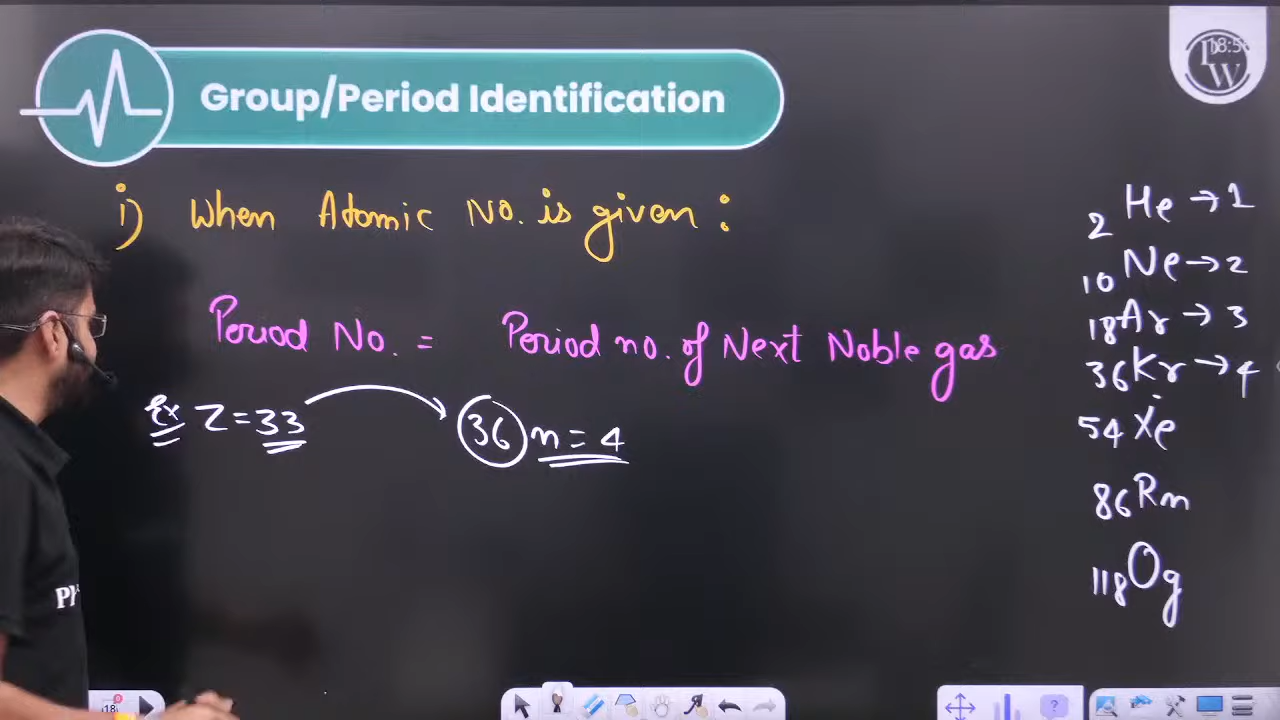 Group/Period Identification
i) When Atomic No. is given :
Period No. = Period no. of Next Noble gas
Ex Z = 33 36 n = 4
2 He → 1
10 Ne → 2
18 Ar → 3
36 Kr → 4
54 Xe
86 Rn
118 Og